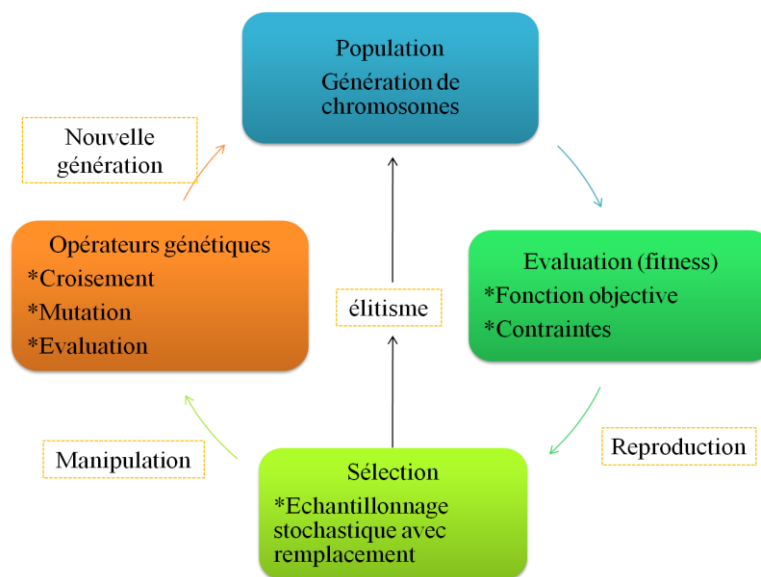 Population
Génération de
chromosomes
Nouvelle
génération
Opérateurs génétiques
*Croisement
*Mutation
*Evaluation
élitisme
Evaluation (fitness)
*Fonction objective
*Contraintes
Manipulation
Reproduction
Sélection
*Echantillonnage
stochastique avec
remplacement